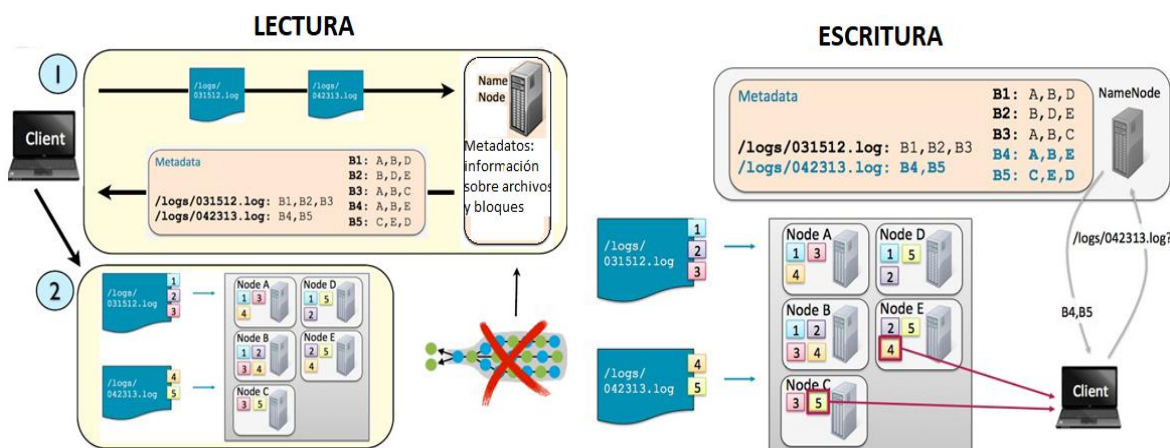 LECTURA
1
Client
/logs/
031512.log
/logs/
042313.log
Name
Node
Metadatos:
información
sobre archivos
y bloques
Metadata
B1: A,B,D
B2: B,D,E
B3: A,B,C
B4: A,B,E
B5: C,E,D
/logs/031512.log: B1,B2,B3
/logs/042313.log: B4,B5
2
/logs/
031512.log
1
2
3
/logs/
042313.log
4
5
Node A
1 3
4
Node D
1 5
2
Node B
1 2
3 4
Node E
2 5
4
Node C
3 5
ESCRITURA
Metadata
B1: A,B,D
B2: B,D,E
B3: A,B,C
B4: A,B,E
B5: C,E,D
/logs/031512.log: B1,B2,B3
/logs/042313.log: B4,B5
NameNode
/logs/
031512.log
1
2
3
/logs/
042313.log
4
5
Node A
1 3
4
Node D
1 5
2
Node B
1 2
3 4
Node E
2 5
4
Node C
3 5
/logs/042313.log?
B4,B5
Client